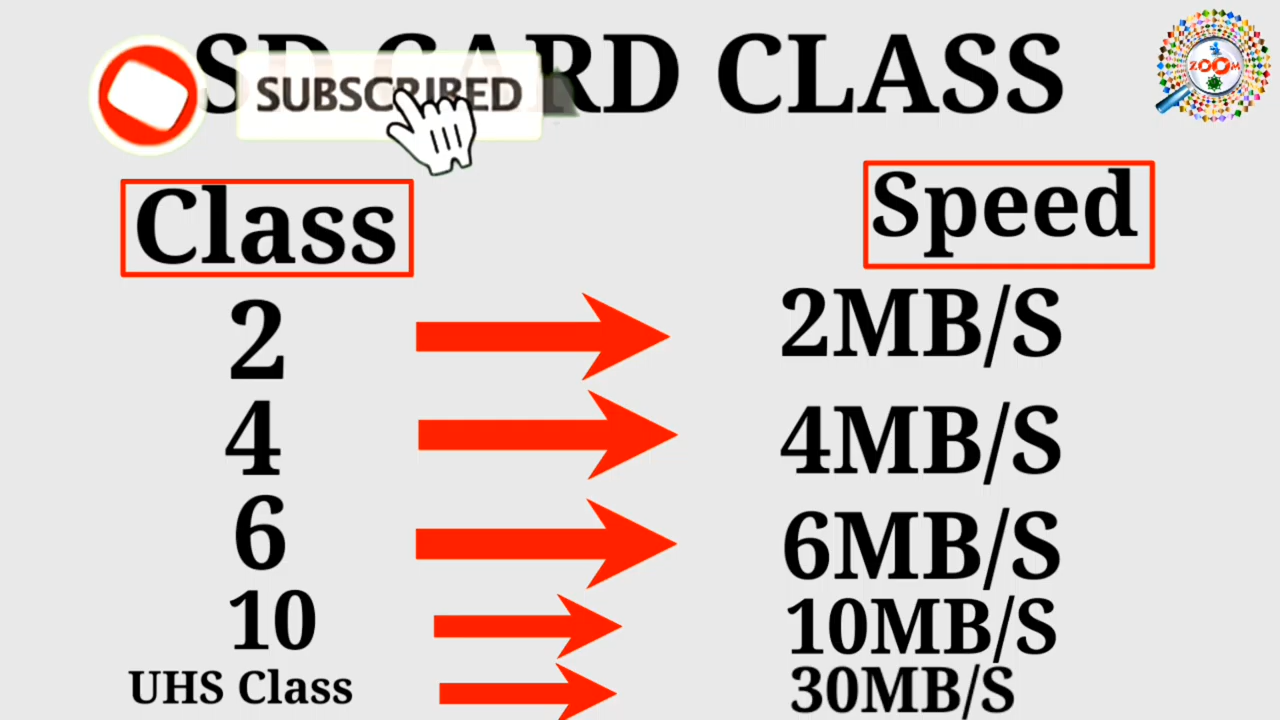 SD CARD CLASS
SUBSCRIBED
ZOOM
Class
Speed
2
2MB/S
4
4MB/S
6
6MB/S
10
10MB/S
UHS Class
30MB/S